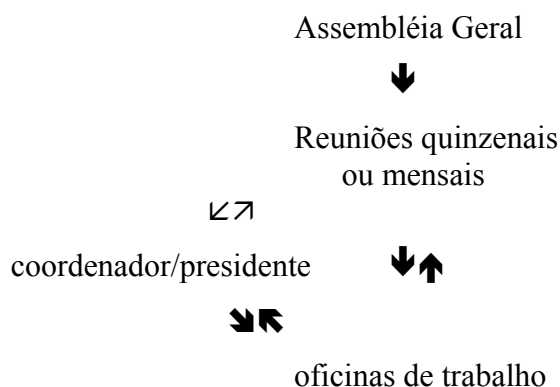 Assembléia Geral
Reuniões quinzenais
ou mensais
coordenador/presidente
oficinas de trabalho